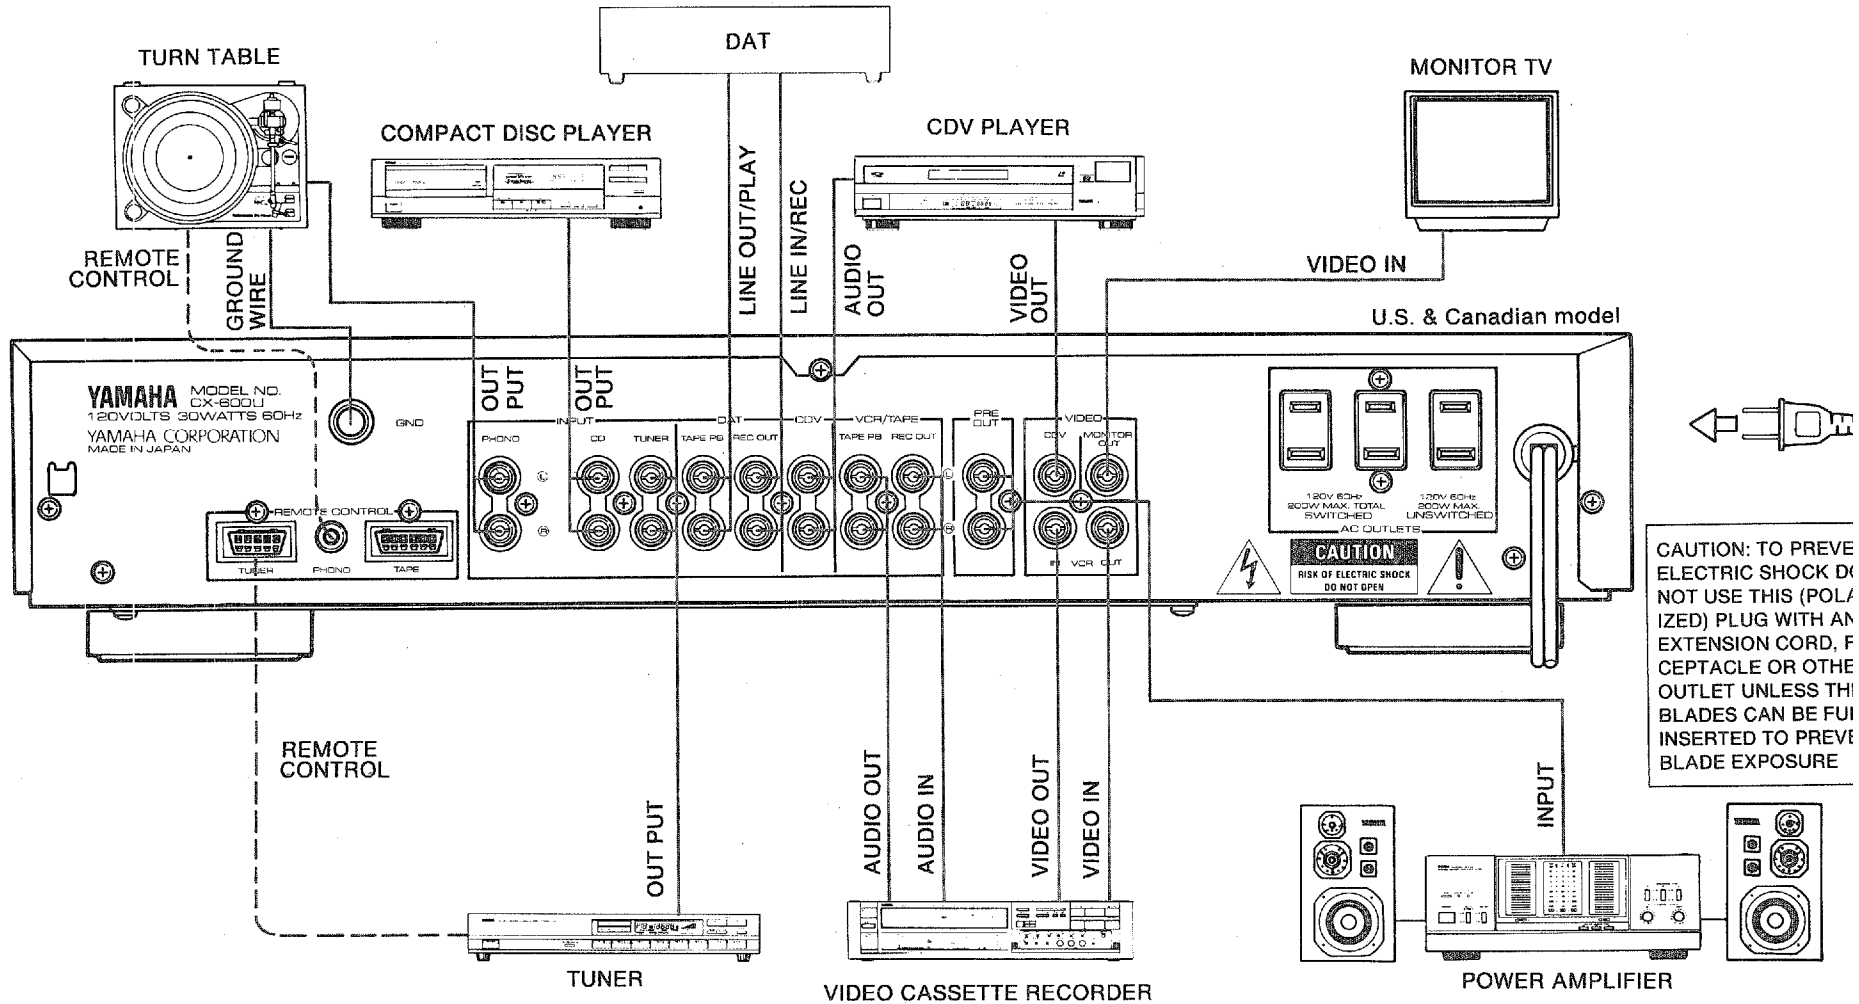 TURN TABLE
DAT
MONITOR TV
COMPACT DISC PLAYER
CDV PLAYER
REMOTE
CONTROL
GROUND
WIRE
LINE OUT/PLAY
LINE IN/REC
AUDIO
OUT
VIDEO
OUT
VIDEO IN
U.S. & Canadian model
YAMAHA MODEL NO.
CX-600U
120VOLTS 30WATTS 60Hz
YAMAHA CORPORATION
MADE IN JAPAN
GND
OUT
PUT
OUT
PUT
INPUT
DAT
CDV
VCR/TAPE
PRE
OUT
VIDEO
PHONO
CD
TUNER
TAPE PB
REC OUT
TAPE PB
REC OUT
CDV
MONITOR
OUT
L
L
R
R
IN VCR OUT
REMOTE CONTROL
TUNER
PHONO
TAPE
120V 60Hz
200W MAX. TOTAL
SWITCHED
120V 60Hz
200W MAX.
UNSWITCHED
AC OUTLETS
CAUTION
RISK OF ELECTRIC SHOCK
DO NOT OPEN
CAUTION: TO PREVE
ELECTRIC SHOCK DO
NOT USE THIS (POLA
IZED) PLUG WITH AN
EXTENSION CORD, R
CEPTACLE OR OTHE
OUTLET UNLESS TH
BLADES CAN BE FU
INSERTED TO PREVE
BLADE EXPOSURE
REMOTE
CONTROL
OUT PUT
AUDIO OUT
AUDIO IN
VIDEO OUT
VIDEO IN
INPUT
TUNER
VIDEO CASSETTE RECORDER
POWER AMPLIFIER